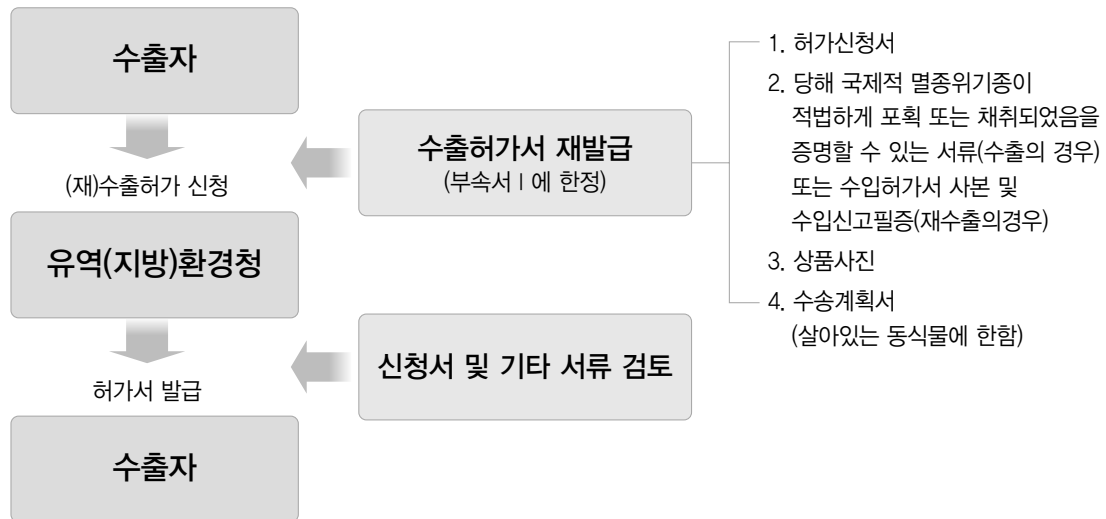 수출자
(재)수출허가 신청
유역(지방)환경청
허가서 발급
수출자
수출허가서 재발급
(부속서 I 에 한정)
신청서 및 기타 서류 검토
1. 허가신청서
2. 당해 국제적 멸종위기종이
적법하게 포획 또는 채취되었음을
증명할 수 있는 서류(수출의 경우)
또는 수입허가서 사본 및
수입신고필증(재수출의경우)
3. 상품사진
4. 수송계획서
(살아있는 동식물에 한함)